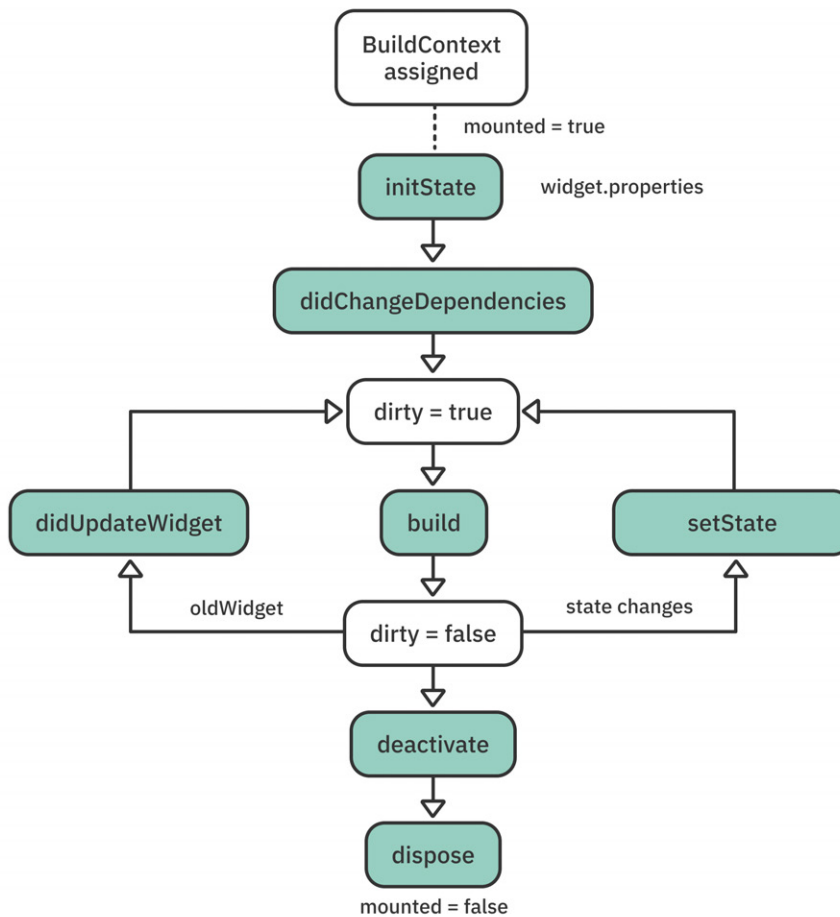 BuildContext
assigned
mounted = true
initState
widget.properties
didChangeDependencies
dirty = true
didUpdateWidget
build
setState
oldWidget
state changes
dirty = false
deactivate
dispose
mounted = false